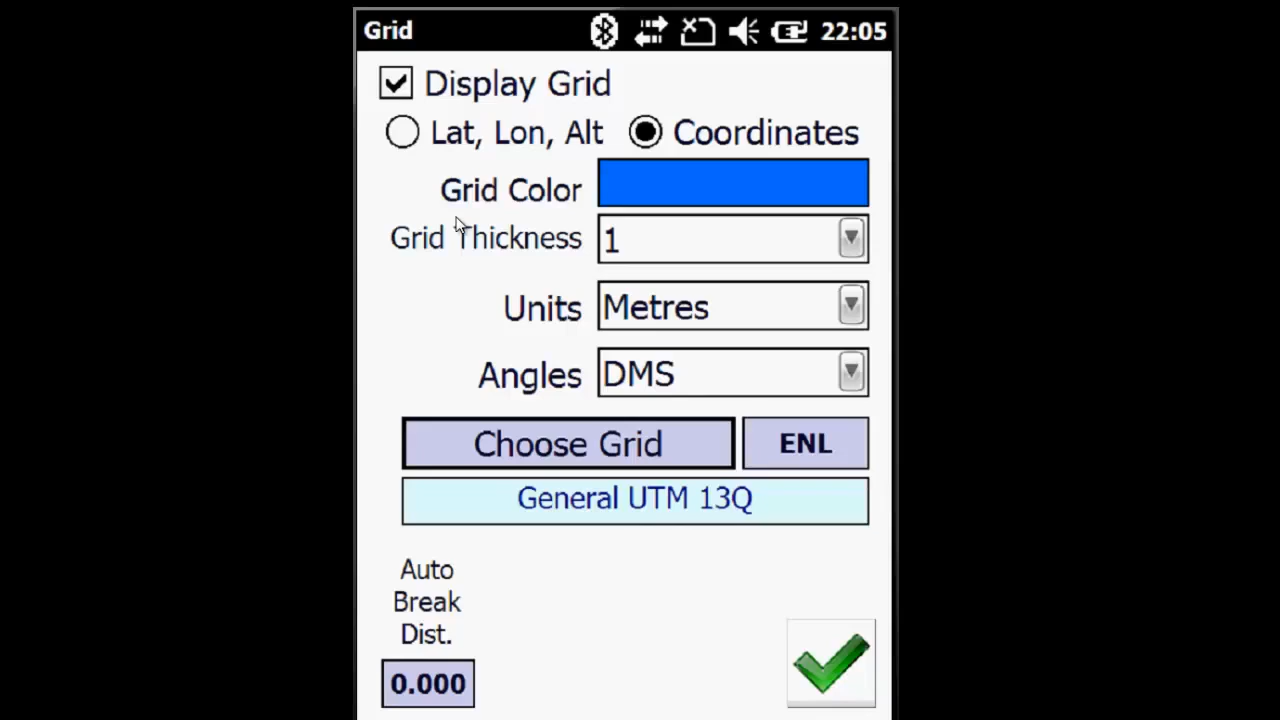 Grid 22:05
Display Grid
Lat, Lon, Alt Coordinates
Grid Color
Grid Thickness 1
Units Metres
Angles DMS
Choose Grid ENL
General UTM 13Q
Auto
Break
Dist.
0.000